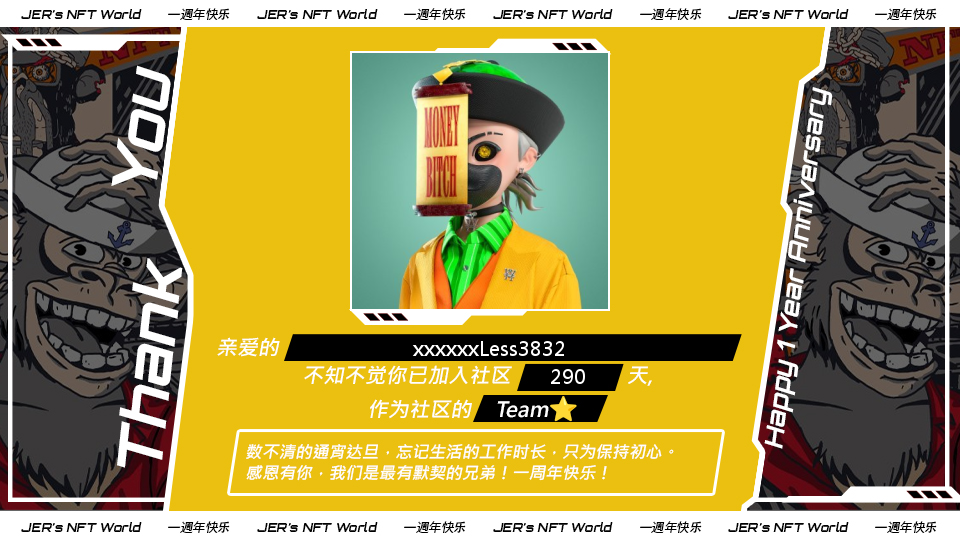 JER's NFT World 一週年快乐 JER's NFT World 一週年快乐 JER's NFT World 一週年快乐 JER's NFT World 一週年快乐
Thank You
MONEY
BITCH
Happy 1 Year Anniversary
亲爱的 xxxxxxLess3832
不知不觉你已加入社区 290 天,
作为社区的 Team⭐
数不清的通宵达旦，忘记生活的工作时长，只为保持初心。
感恩有你，我们是最有默契的兄弟！一周年快乐！
JER's NFT World 一週年快乐 JER's NFT World 一週年快乐 JER's NFT World 一週年快乐 JER's NFT World 一週年快乐